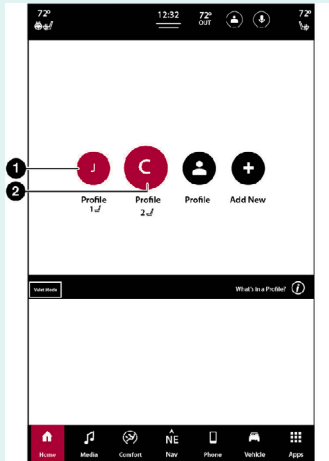 72°
12:32
72°
OUT
72°
1
J
C
2
Profile
1
Profile
2
Profile
Add New
Valet Mode
What's In a Profile?
i
Home
Media
Comfort
NE
Nav
Phone
Vehicle
Apps